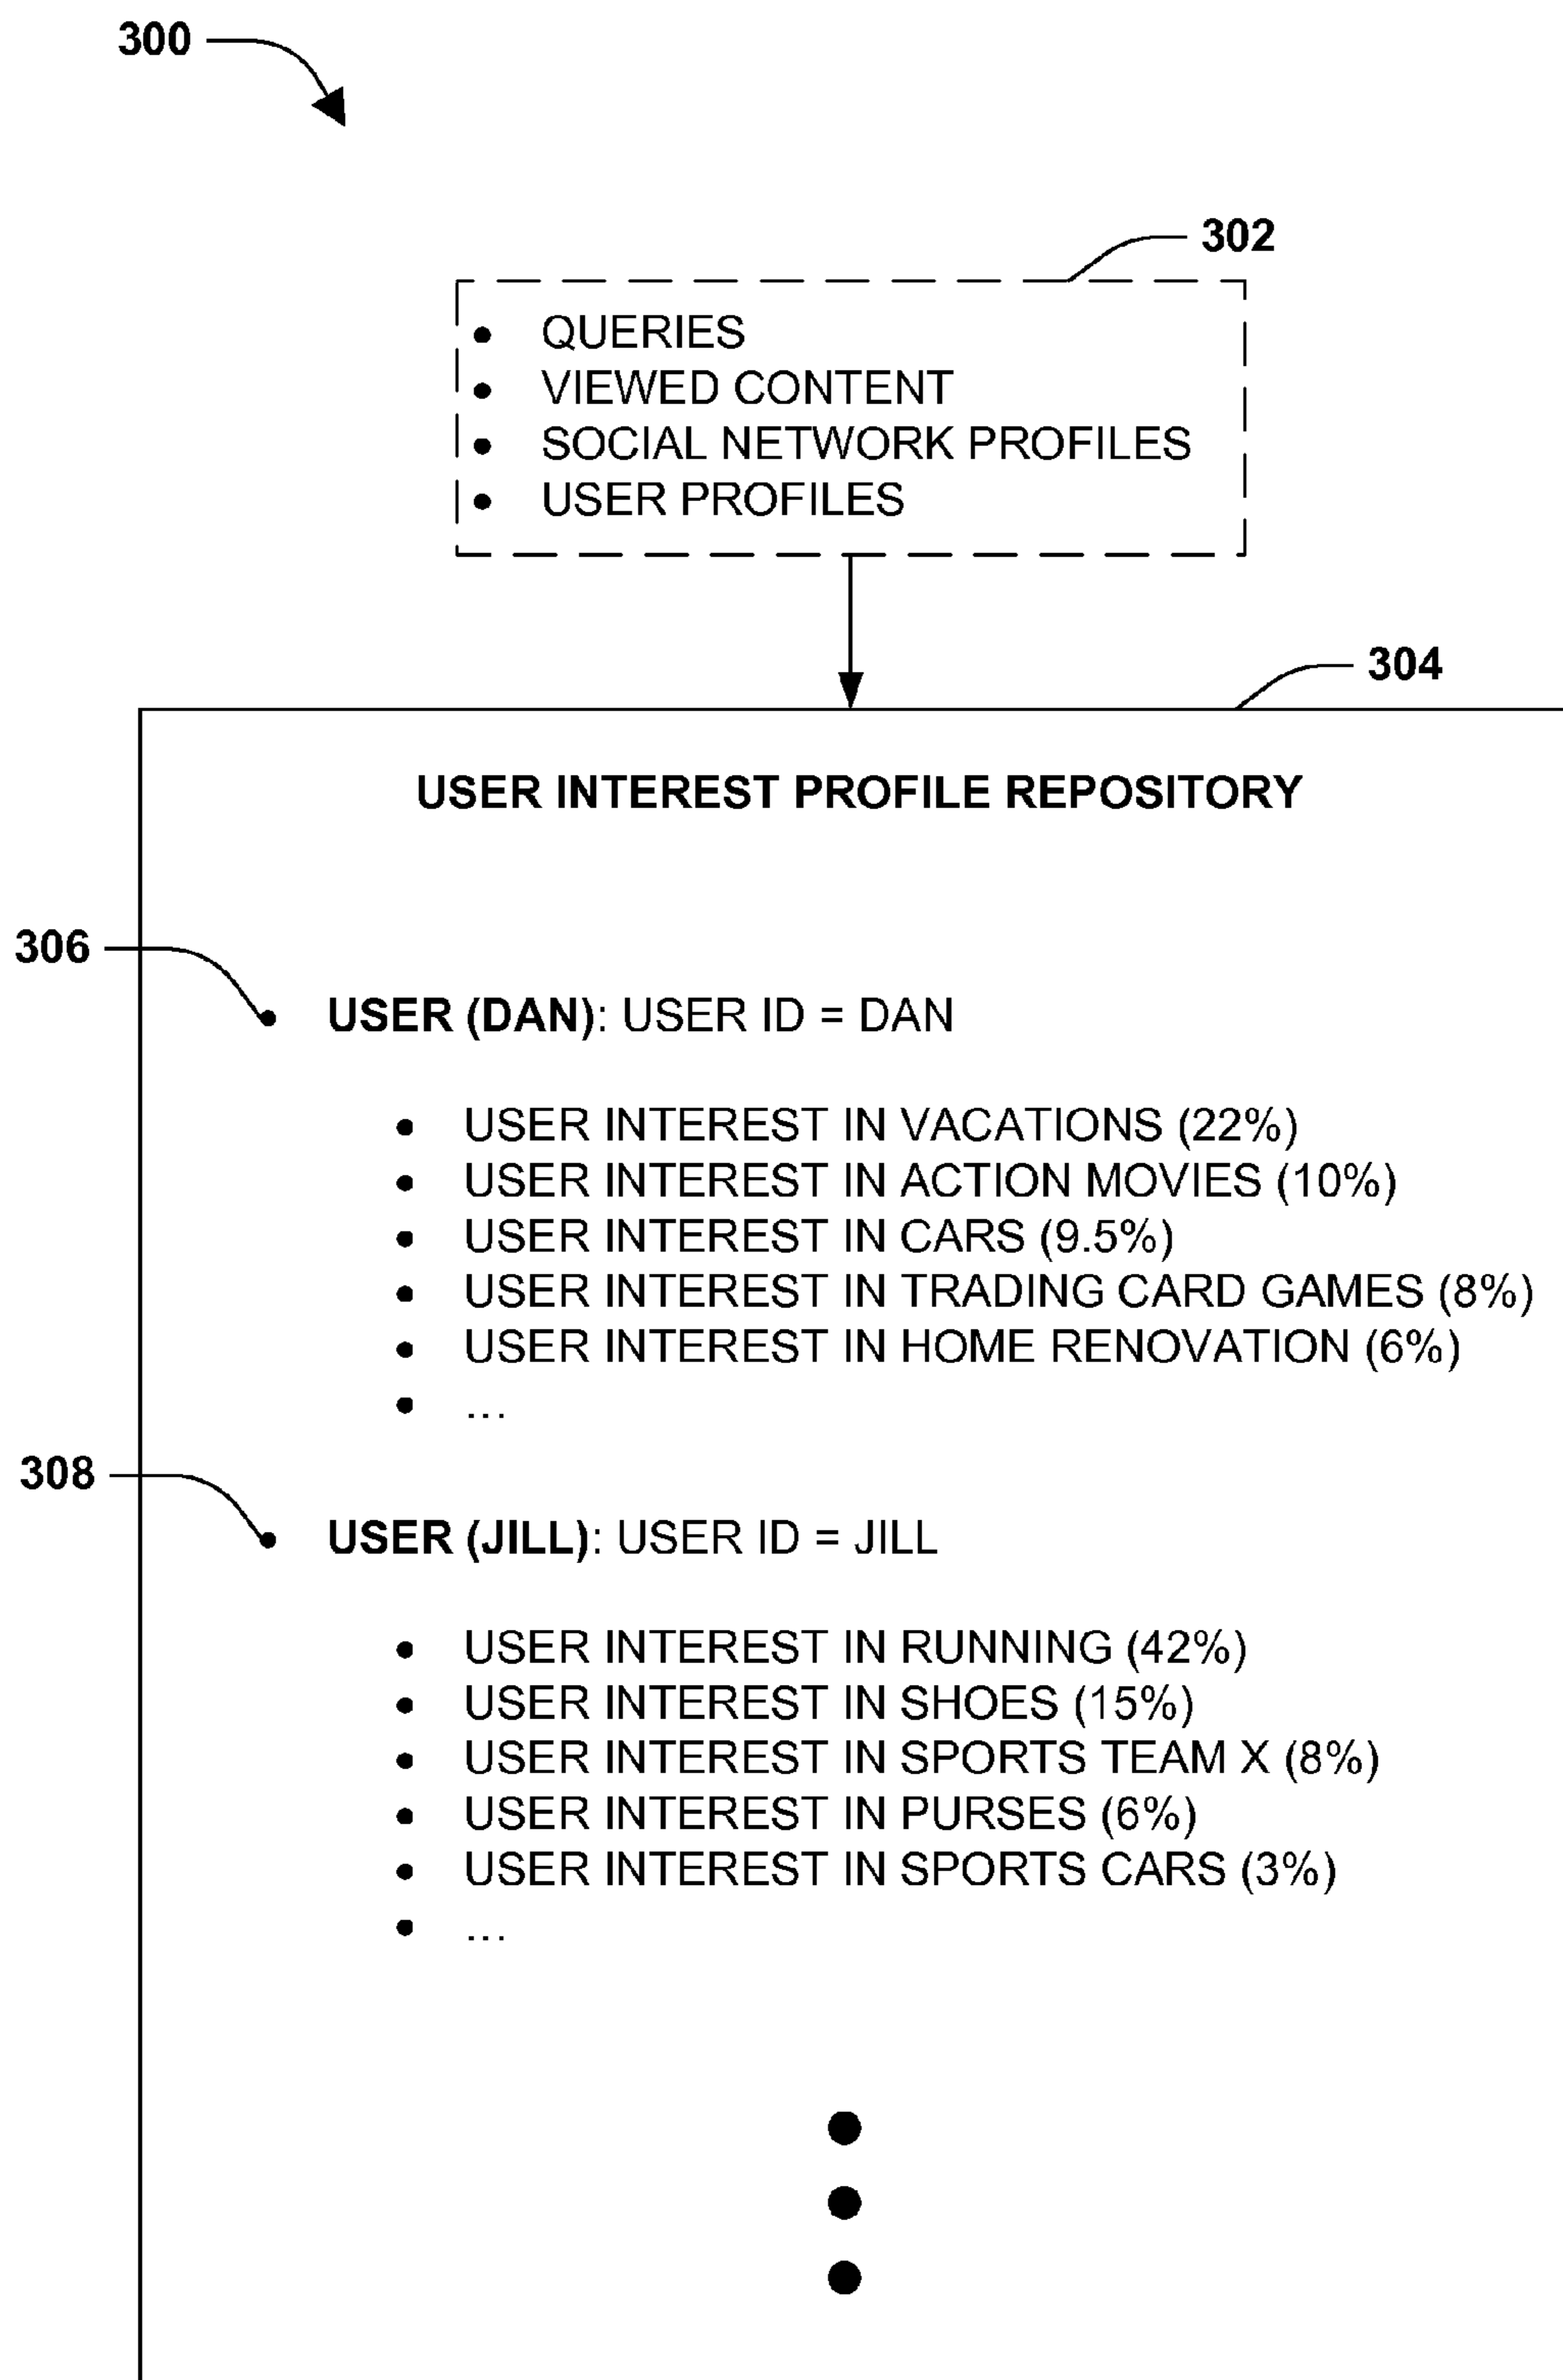 300
302
• QUERIES
• VIEWED CONTENT
• SOCIAL NETWORK PROFILES
• USER PROFILES
304
USER INTEREST PROFILE REPOSITORY
306
• USER (DAN): USER ID = DAN
• USER INTEREST IN VACATIONS (22%)
• USER INTEREST IN ACTION MOVIES (10%)
• USER INTEREST IN CARS (9.5%)
• USER INTEREST IN TRADING CARD GAMES (8%)
• USER INTEREST IN HOME RENOVATION (6%)
• ...
308
• USER (JILL): USER ID = JILL
• USER INTEREST IN RUNNING (42%)
• USER INTEREST IN SHOES (15%)
• USER INTEREST IN SPORTS TEAM X (8%)
• USER INTEREST IN PURSES (6%)
• USER INTEREST IN SPORTS CARS (3%)
• ...